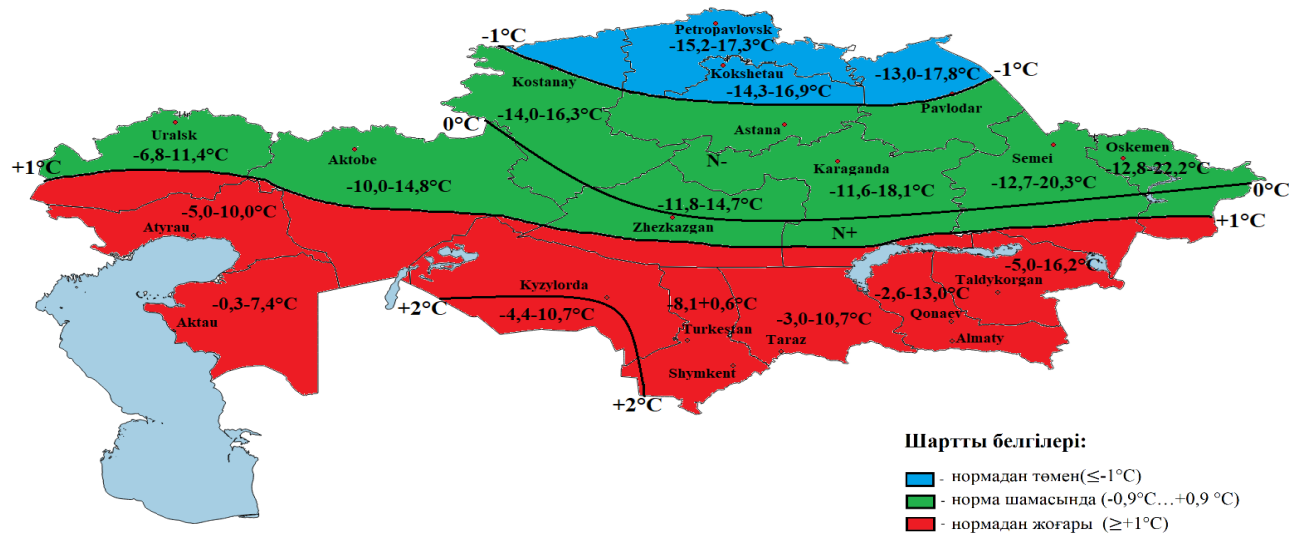 Petropavlovsk
-15,2-17,3°C
-1°C
Kokshetau
-13,0-17,8°C
-1°C
Kostanay
-14,3-16,9°C
-14,0-16,3°C
Pavlodar
0°C
Astana
Uralsk
-6,8-11,4°C
Aktobe
N-
Karaganda
Semei
Oskemen
-12,8-22,2°C
+1°C
-10,0-14,8°C
-11,6-18,1°C
-12,7-20,3°C
0°C
-5,0-10,0°C
-11,8-14,7°C
Atyrau
Zhezkazgan
N+
+1°C
-5,0-16,2°C
Taldykorgan
Kyzylorda
-0,3-7,4°C
+2°C
-8,1+0,6°C
-2,6-13,0°C
Aktau
-4,4-10,7°C
-3,0-10,7°C
Qonaev
Turkestan
Taraz
Almaty
Shymkent
+2°C
Шартты белгілері:
- нормадан төмен(≤-1°C)
- норма шамасында (-0,9°C...+0,9 °C)
- нормадан жоғары (≥+1°C)